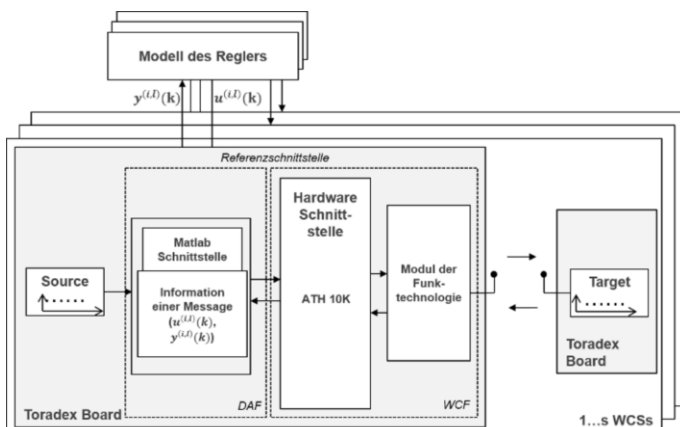 Modell des Reglers
y^(i,l)(k) u^(i,l)(k)
Referenzschnittstelle
Source
Matlab
Schnittstelle
Information
einer Message
(u^(i,l)(k),
y^(i,l)(k))
DAF
Hardware
Schnitt-
stelle
ATH 10K
Modul der
Funk-
technologie
WCF
Target
Toradex
Board
Toradex Board
1...s WCSs